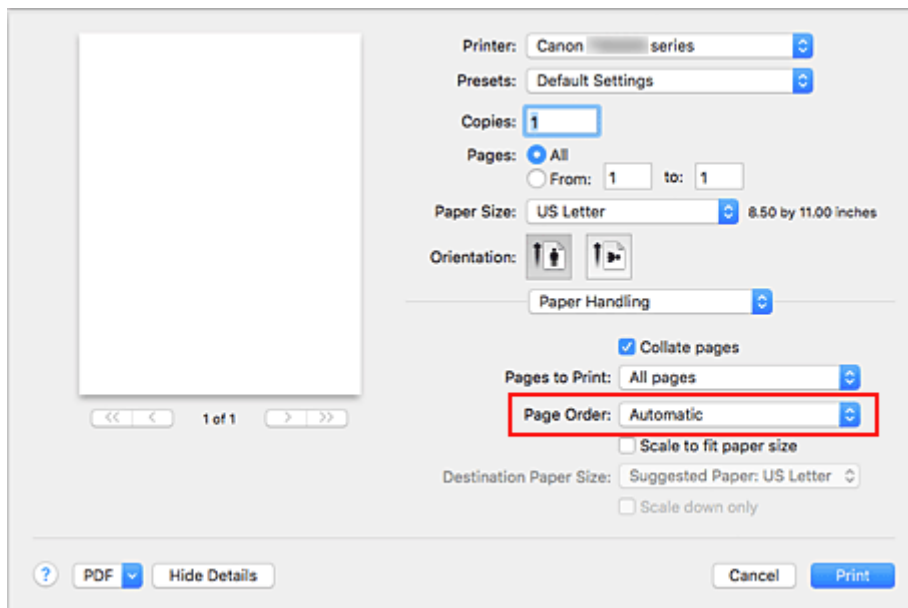 Printer: Canon series
Presets: Default Settings
Copies: 1
Pages: All
From: 1 to: 1
Paper Size: US Letter 8.50 by 11.00 inches
Orientation:
Paper Handling
Collate pages
Pages to Print: All pages
<< < 1 of 1 > >>
Page Order: Automatic
Scale to fit paper size
Destination Paper Size: Suggested Paper: US Letter
Scale down only
? PDF Hide Details Cancel Print